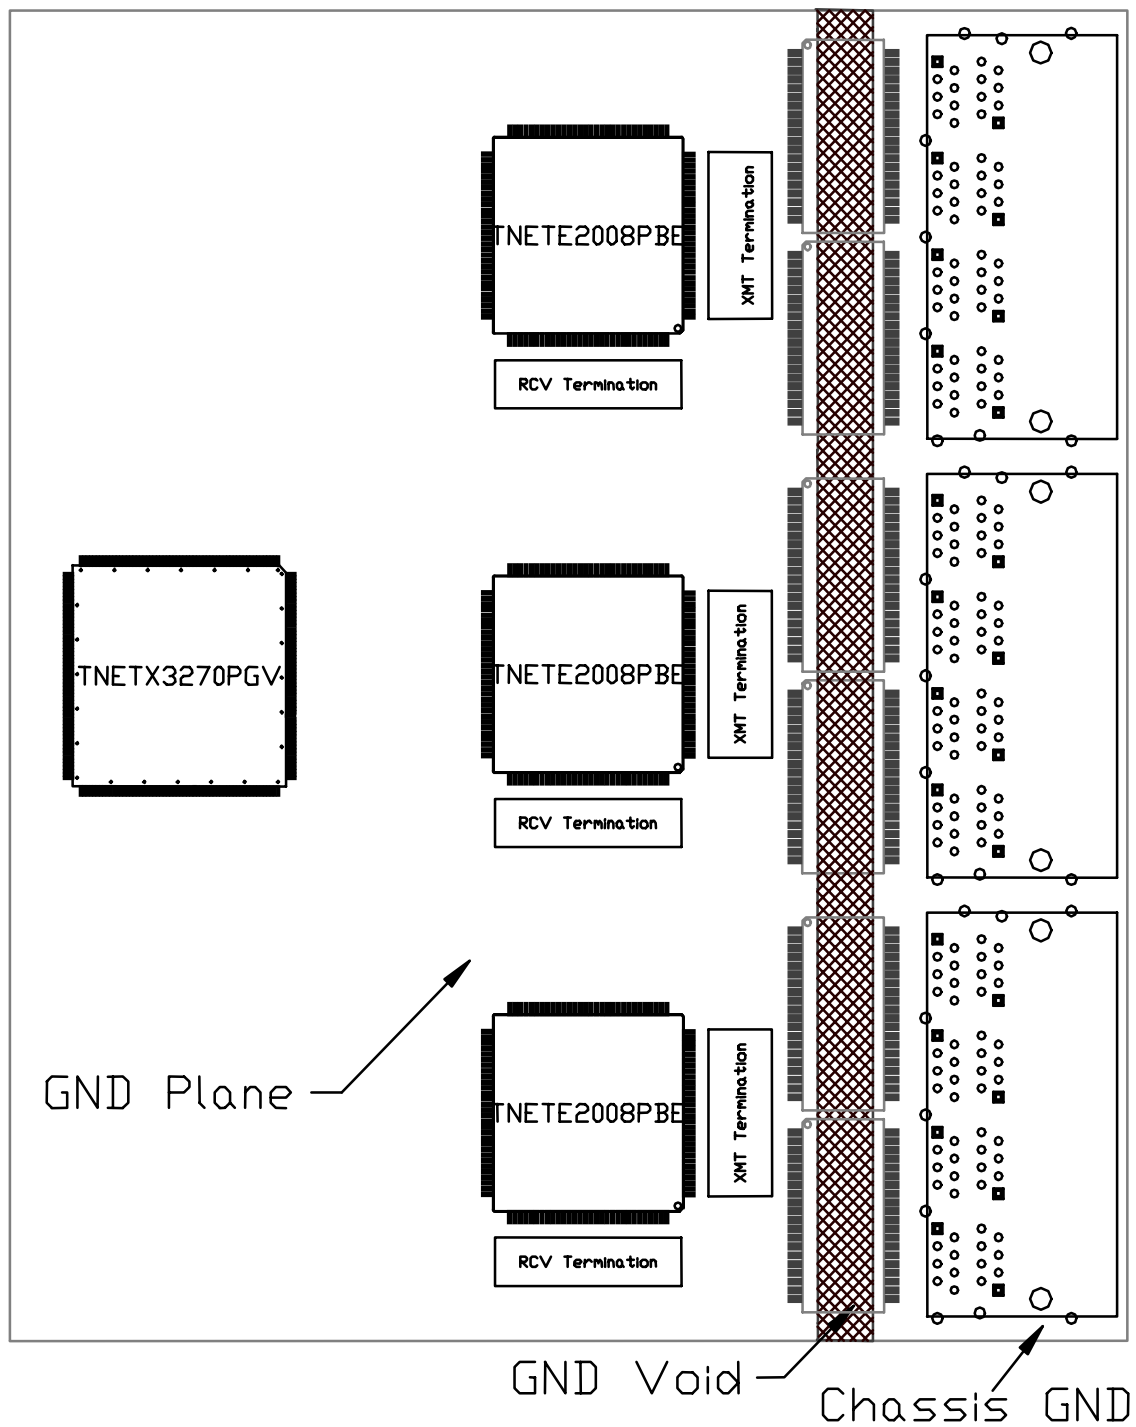 TNETE2008PBE
XMT Termination
RCV Termination
TNETX3270PGV
TNETE2008PBE
XMT Termination
RCV Termination
GND Plane
TNETE2008PBE
XMT Termination
RCV Termination
GND Void
Chassis GND